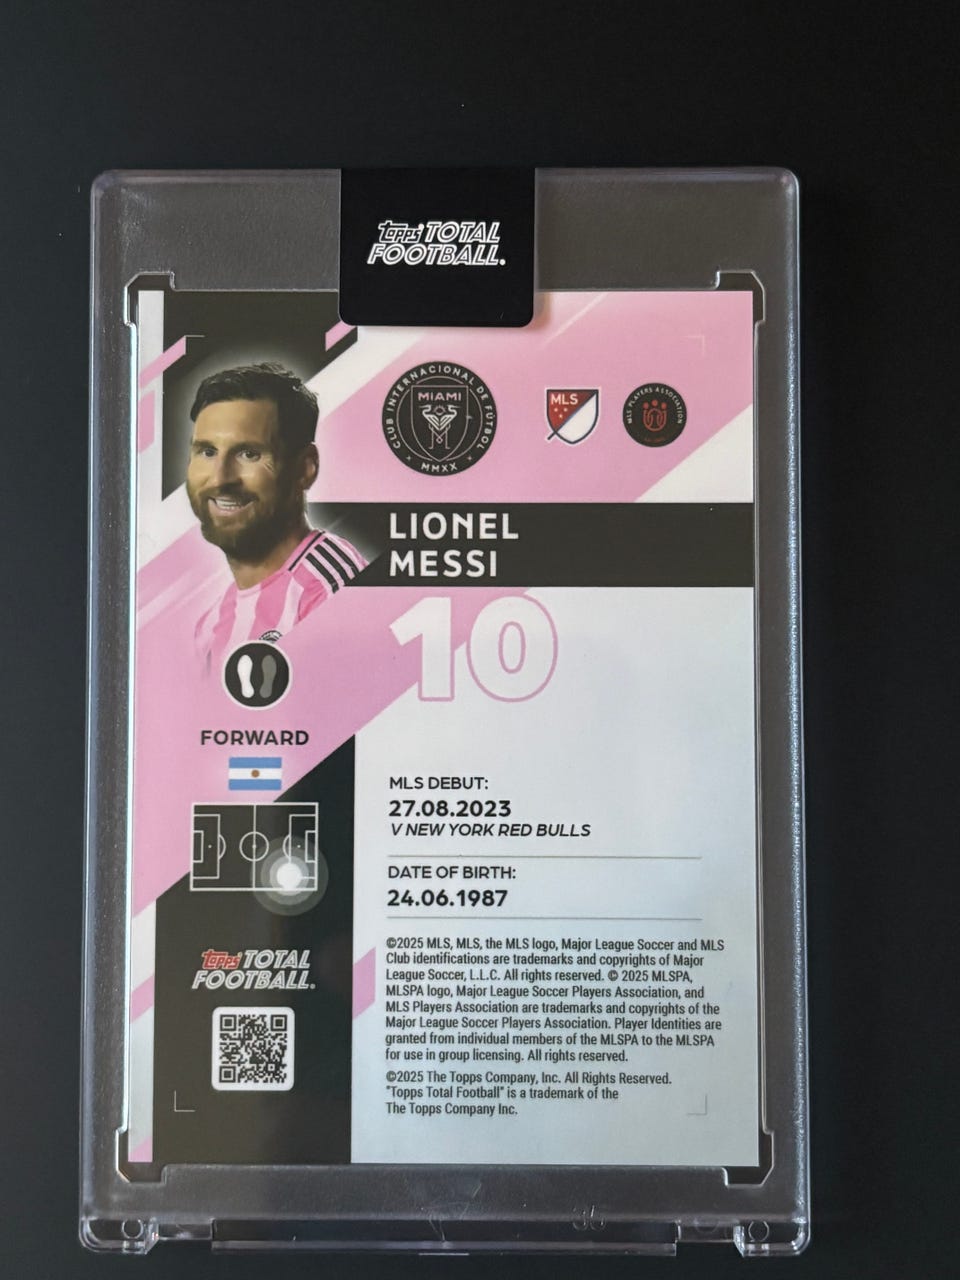 topps TOTAL
FOOTBALL.
CLUB INTERNACIONAL DE FÚTBOL
MIAMI
MMXX
MLS
MLS PLAYERS ASSOCIATION
LIONEL
MESSI
10
FORWARD
MLS DEBUT:
27.08.2023
V NEW YORK RED BULLS
DATE OF BIRTH:
24.06.1987
topps TOTAL
FOOTBALL.
©2025 MLS, MLS, the MLS logo, Major League Soccer and MLS
Club identifications are trademarks and copyrights of Major
League Soccer, L.L.C. All rights reserved. © 2025 MLSPA,
MLSPA logo, Major League Soccer Players Association, and
MLS Players Association are trademarks and copyrights of the
Major League Soccer Players Association. Player Identities are
granted from individual members of the MLSPA to the MLSPA
for use in group licensing. All rights reserved.
©2025 The Topps Company, Inc. All Rights Reserved.
"Topps Total Football" is a trademark of the
The Topps Company Inc.